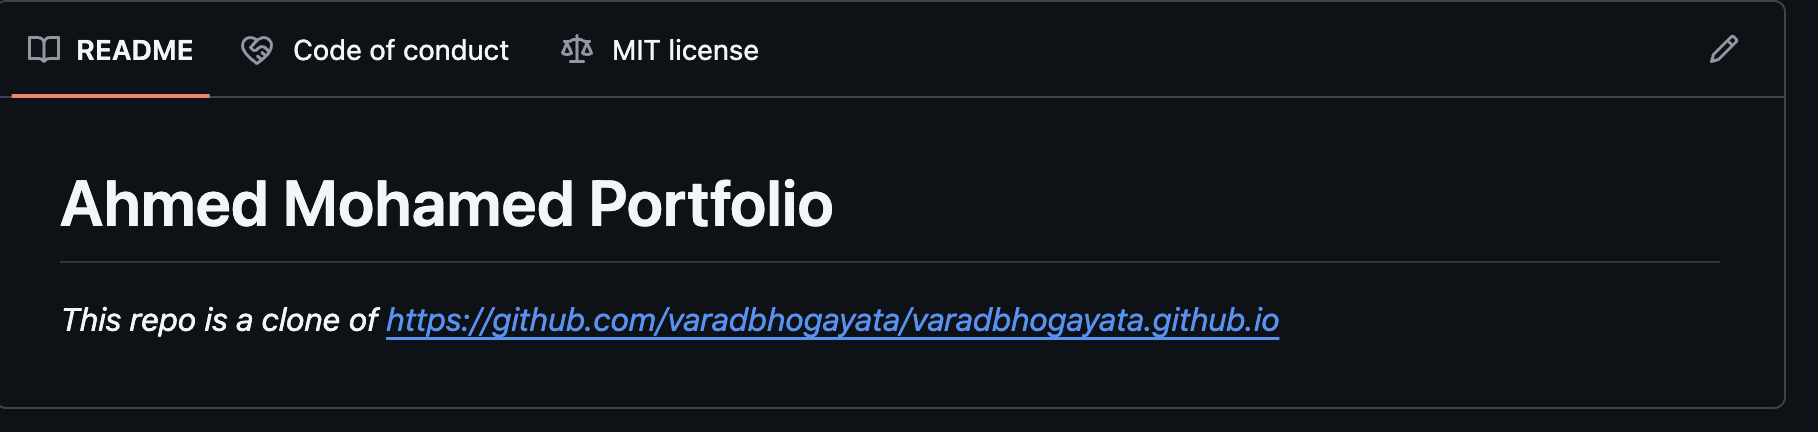 README Code of conduct MIT license
Ahmed Mohamed Portfolio
This repo is a clone of https://github.com/varadbhogayata/varadbhogayata.github.io